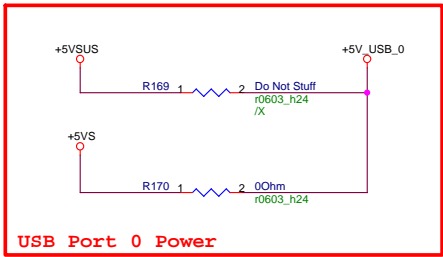 +5VSUS +5V_USB_0
R169 1 2 Do Not Stuff
r0603_h24
/X
+5VS
R170 1 2 0Ohm
r0603_h24
USB Port 0 Power